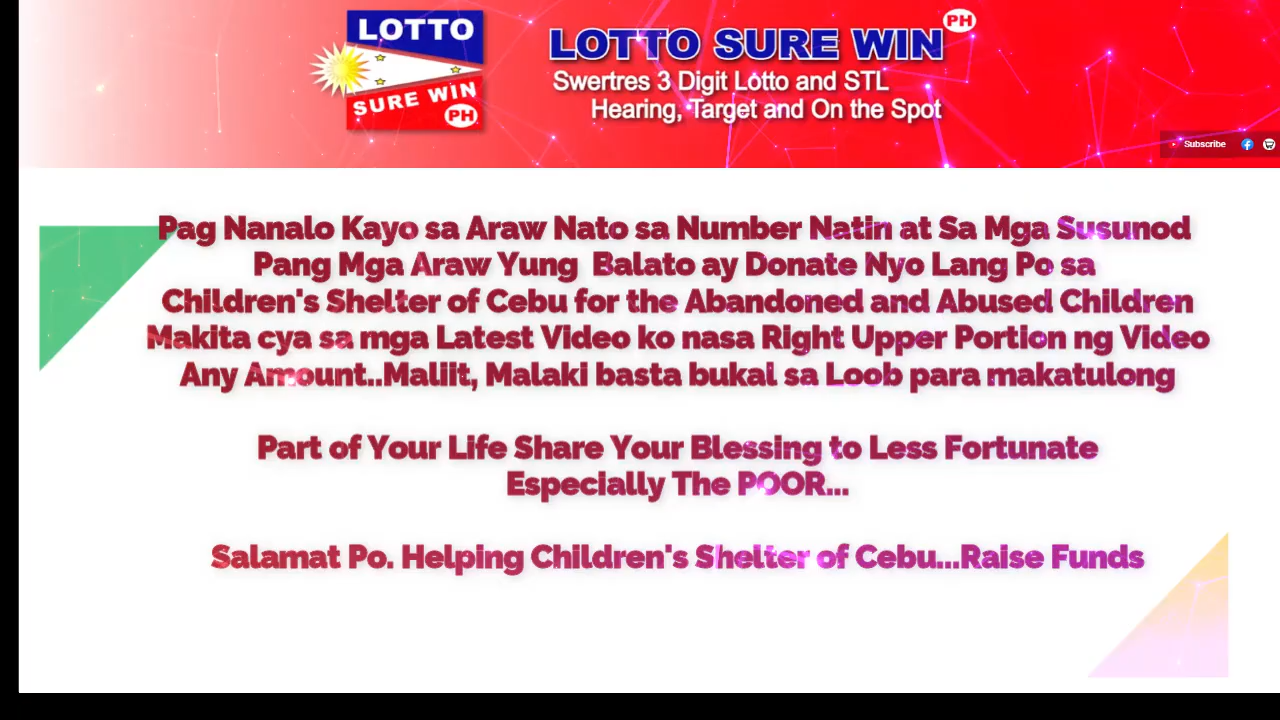 LOTTO
SURE WIN
PH
LOTTO SURE WIN PH
Swertres 3 Digit Lotto and STL
Hearing, Target and On the Spot
Subscribe
Pag Nanalo Kayo sa Araw Nato sa Number Natin at Sa Mga Susunod
Pang Mga Araw Yung Balato ay Donate Nyo Lang Po sa
Children's Shelter of Cebu for the Abandoned and Abused Children
Makita cya sa mga Latest Video ko nasa Right Upper Portion ng Video
Any Amount..Maliit, Malaki basta bukal sa Loob para makatulong
Part of Your Life Share Your Blessing to Less Fortunate
Especially The POOR...
Salamat Po. Helping Children's Shelter of Cebu...Raise Funds